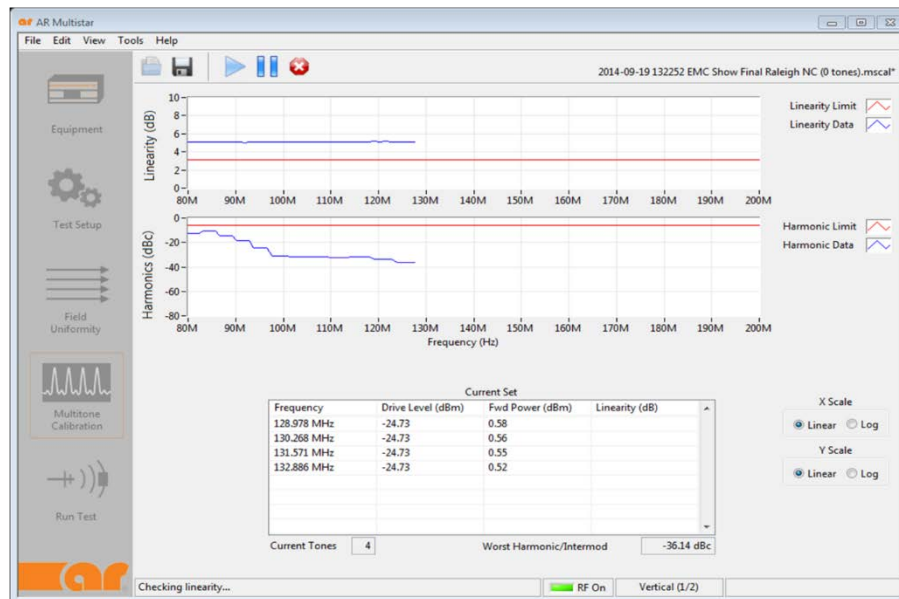 ar AR Multistar
File Edit View Tools Help
2014-09-19 132252 EMC Show Final Raleigh NC (0 tones).mscal*
Equipment
Test Setup
Field
Uniformity
Multitone
Calibration
Run Test
ar
Linearity (dB)
10
8
6
4
2
0
80M 90M 100M 110M 120M 130M 140M 150M 160M 170M 180M 190M 200M
Linearity Limit
Linearity Data
Harmonics (dBc)
0
-20
-40
-60
-80
80M 90M 100M 110M 120M 130M 140M 150M 160M 170M 180M 190M 200M
Frequency (Hz)
Harmonic Limit
Harmonic Data
Current Set
Frequency Drive Level (dBm) Fwd Power (dBm) Linearity (dB)
128.978 MHz -24.73 0.58
130.268 MHz -24.73 0.56
131.571 MHz -24.73 0.55
132.886 MHz -24.73 0.52
Current Tones 4 Worst Harmonic/Intermod -36.14 dBc
X Scale
Linear Log
Y Scale
Linear Log
Checking linearity... RF On Vertical (1/2)